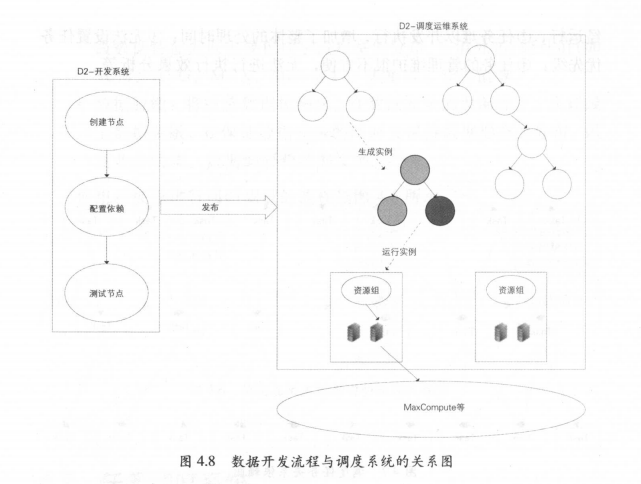 D2-调度运维系统
D2-开发系统
创建节点
生成实例
配置依赖
发布
运行实例
测试节点
资源组
资源组
MaxCompute等
图 4.8 数据开发流程与调度系统的关系图